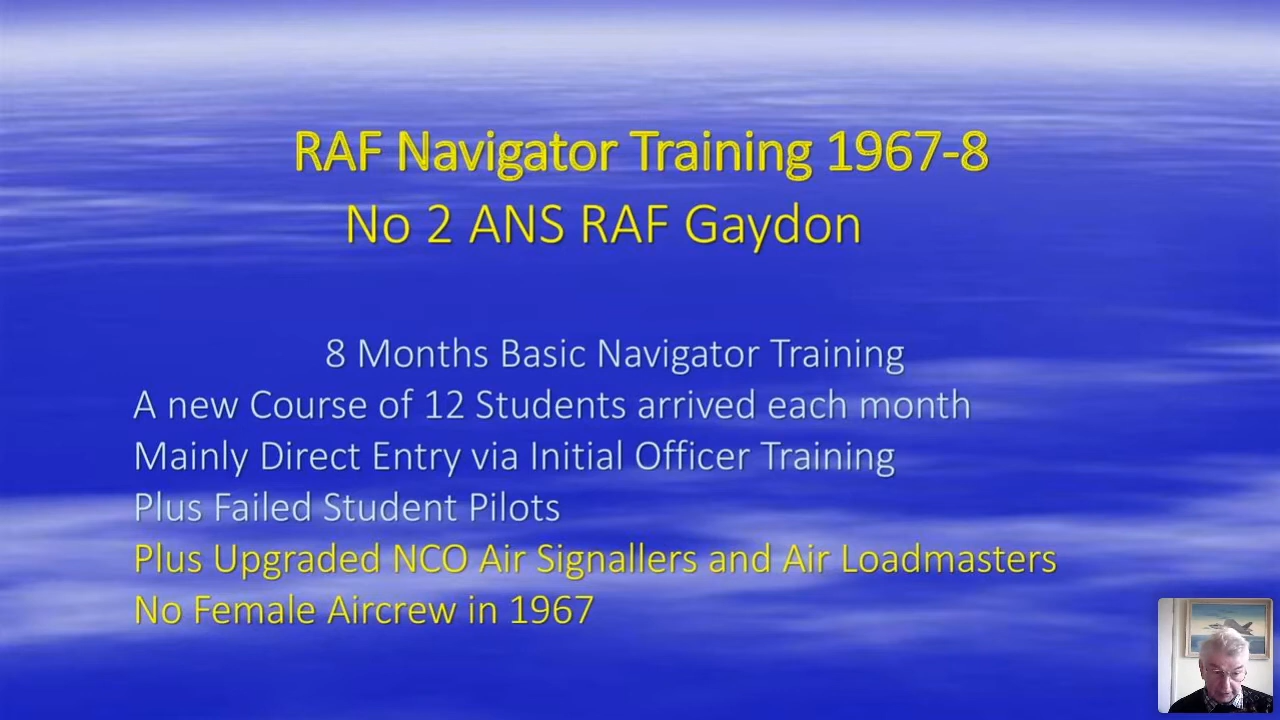 RAF Navigator Training 1967-8
No 2 ANS RAF Gaydon
8 Months Basic Navigator Training
A new Course of 12 Students arrived each month
Mainly Direct Entry via Initial Officer Training
Plus Failed Student Pilots
Plus Upgraded NCO Air Signallers and Air Loadmasters
No Female Aircrew in 1967